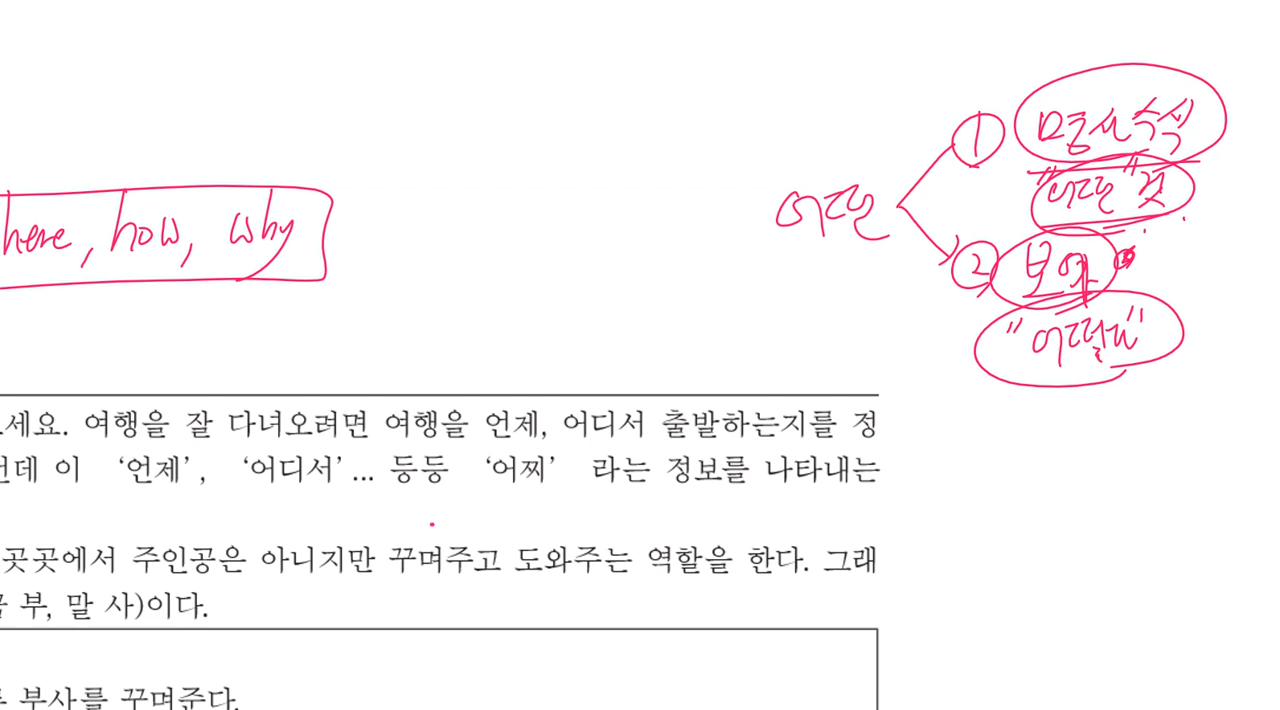 명사 수식
"어떤" 것
어떤
here, how, why
① 
② 보어
"어떻다"
세요. 여행을 잘 다녀오려면 여행을 언제, 어디서 출발하는지를 정
런데 이 '언제', '어디서'... 등등 '어찌' 라는 정보를 나타내는
곳곳에서 주인공은 아니지만 꾸며주고 도와주는 역할을 한다. 그래
부, 말 사)이다.
부사를 꾸며준다.